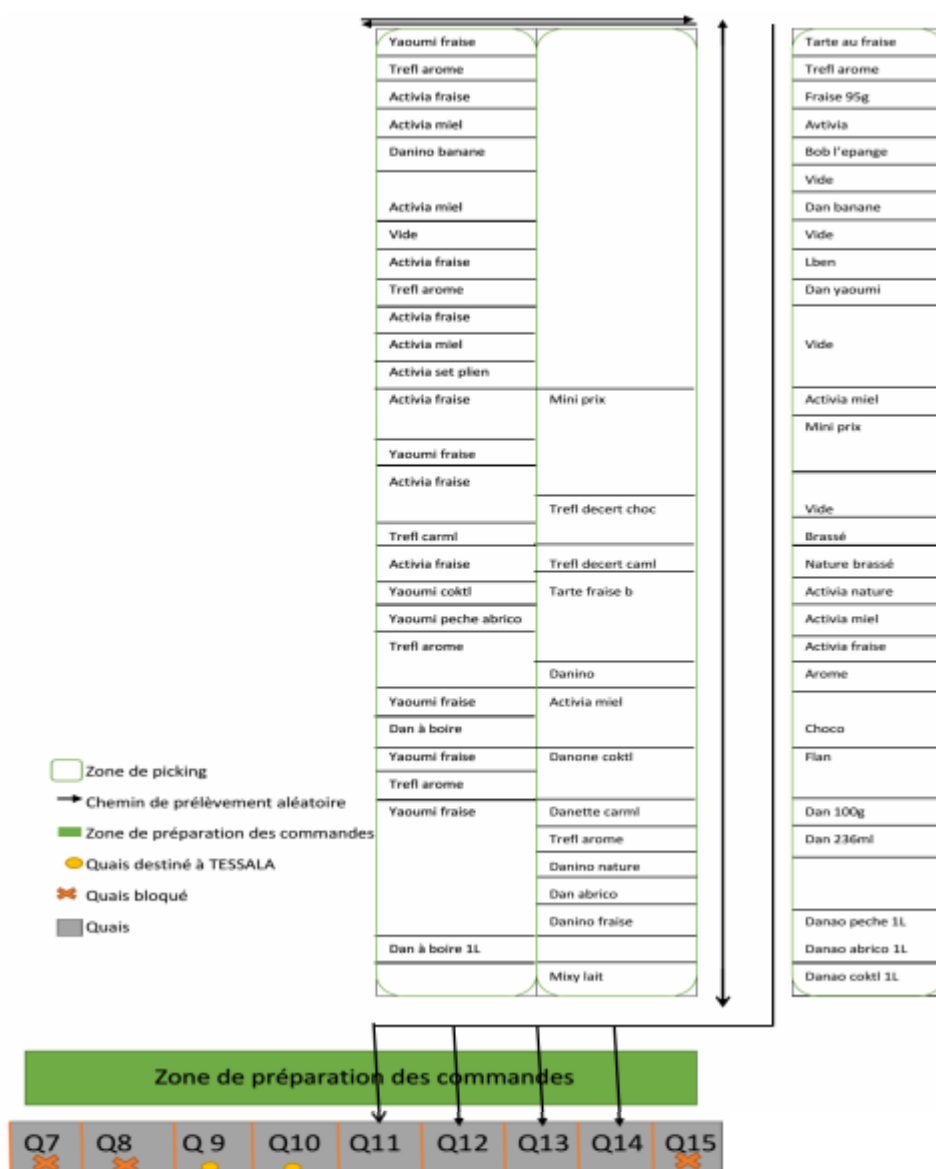 Yaoumi fraise
Trefl arome
Activia fraise
Activia miel
Danino banane
Activia miel
Vide
Activia fraise
Trefl arome
Activia fraise
Activia miel
Activia set plien
Activia fraise
Yaoumi fraise
Activia fraise
Trefl carml
Activia fraise
Yaoumi coktl
Yaoumi peche abrico
Trefl arome
Yaoumi fraise
Dan à boire
Yaoumi fraise
Trefl arome
Yaoumi fraise
Dan à boire 1L
Mini prix
Trefl decert choc
Trefl decert caml
Tarte fraise b
Danino
Activia miel
Danone coktl
Danette carml
Trefl arome
Danino nature
Dan abrico
Danino fraise
Mixy lait
Tarte au fraise
Trefl arome
Fraise 95g
Avtivia
Bob l'epange
Vide
Dan banane
Vide
Lben
Dan yaoumi
Vide
Activia miel
Mini prix
Vide
Brassé
Nature brassé
Activia nature
Activia miel
Activia fraise
Arome
Choco
Flan
Dan 100g
Dan 236ml
Danao peche 1L
Danao abrico 1L
Danao coktl 1L
Zone de picking
Chemin de prélèvement aléatoire
Zone de préparation des commandes
Quais destiné à TESSALA
Quais bloqué
Quais
Zone de préparation des commandes
Q7 Q8 Q 9 Q10 Q11 Q12 Q13 Q14 Q15